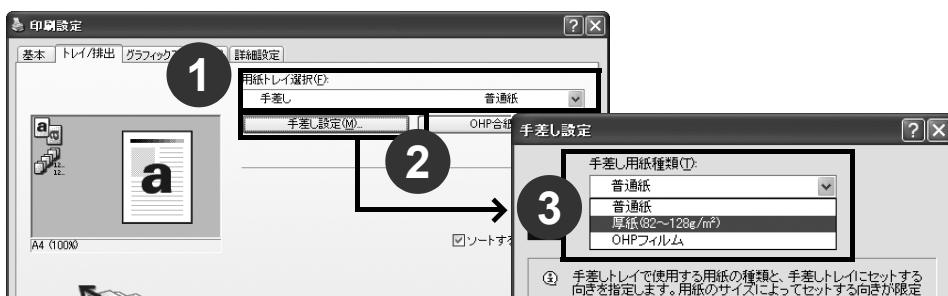 印刷設定
基本 トレイ/排出 グラフィックス 詳細設定
1
用紙トレイ選択(F):
手差し 普通紙
手差し設定(M)... OHP合紙
2
a
12..
12..
a
A4 (100%)
ソートす
手差し設定
手差し用紙種類(T):
普通紙
3
普通紙
厚紙(82～128g/m²)
OHPフィルム
手差しトレイで使用する用紙の種類と、手差しトレイにセットする
向きを指定します。用紙のサイズによってセットする向きが限定